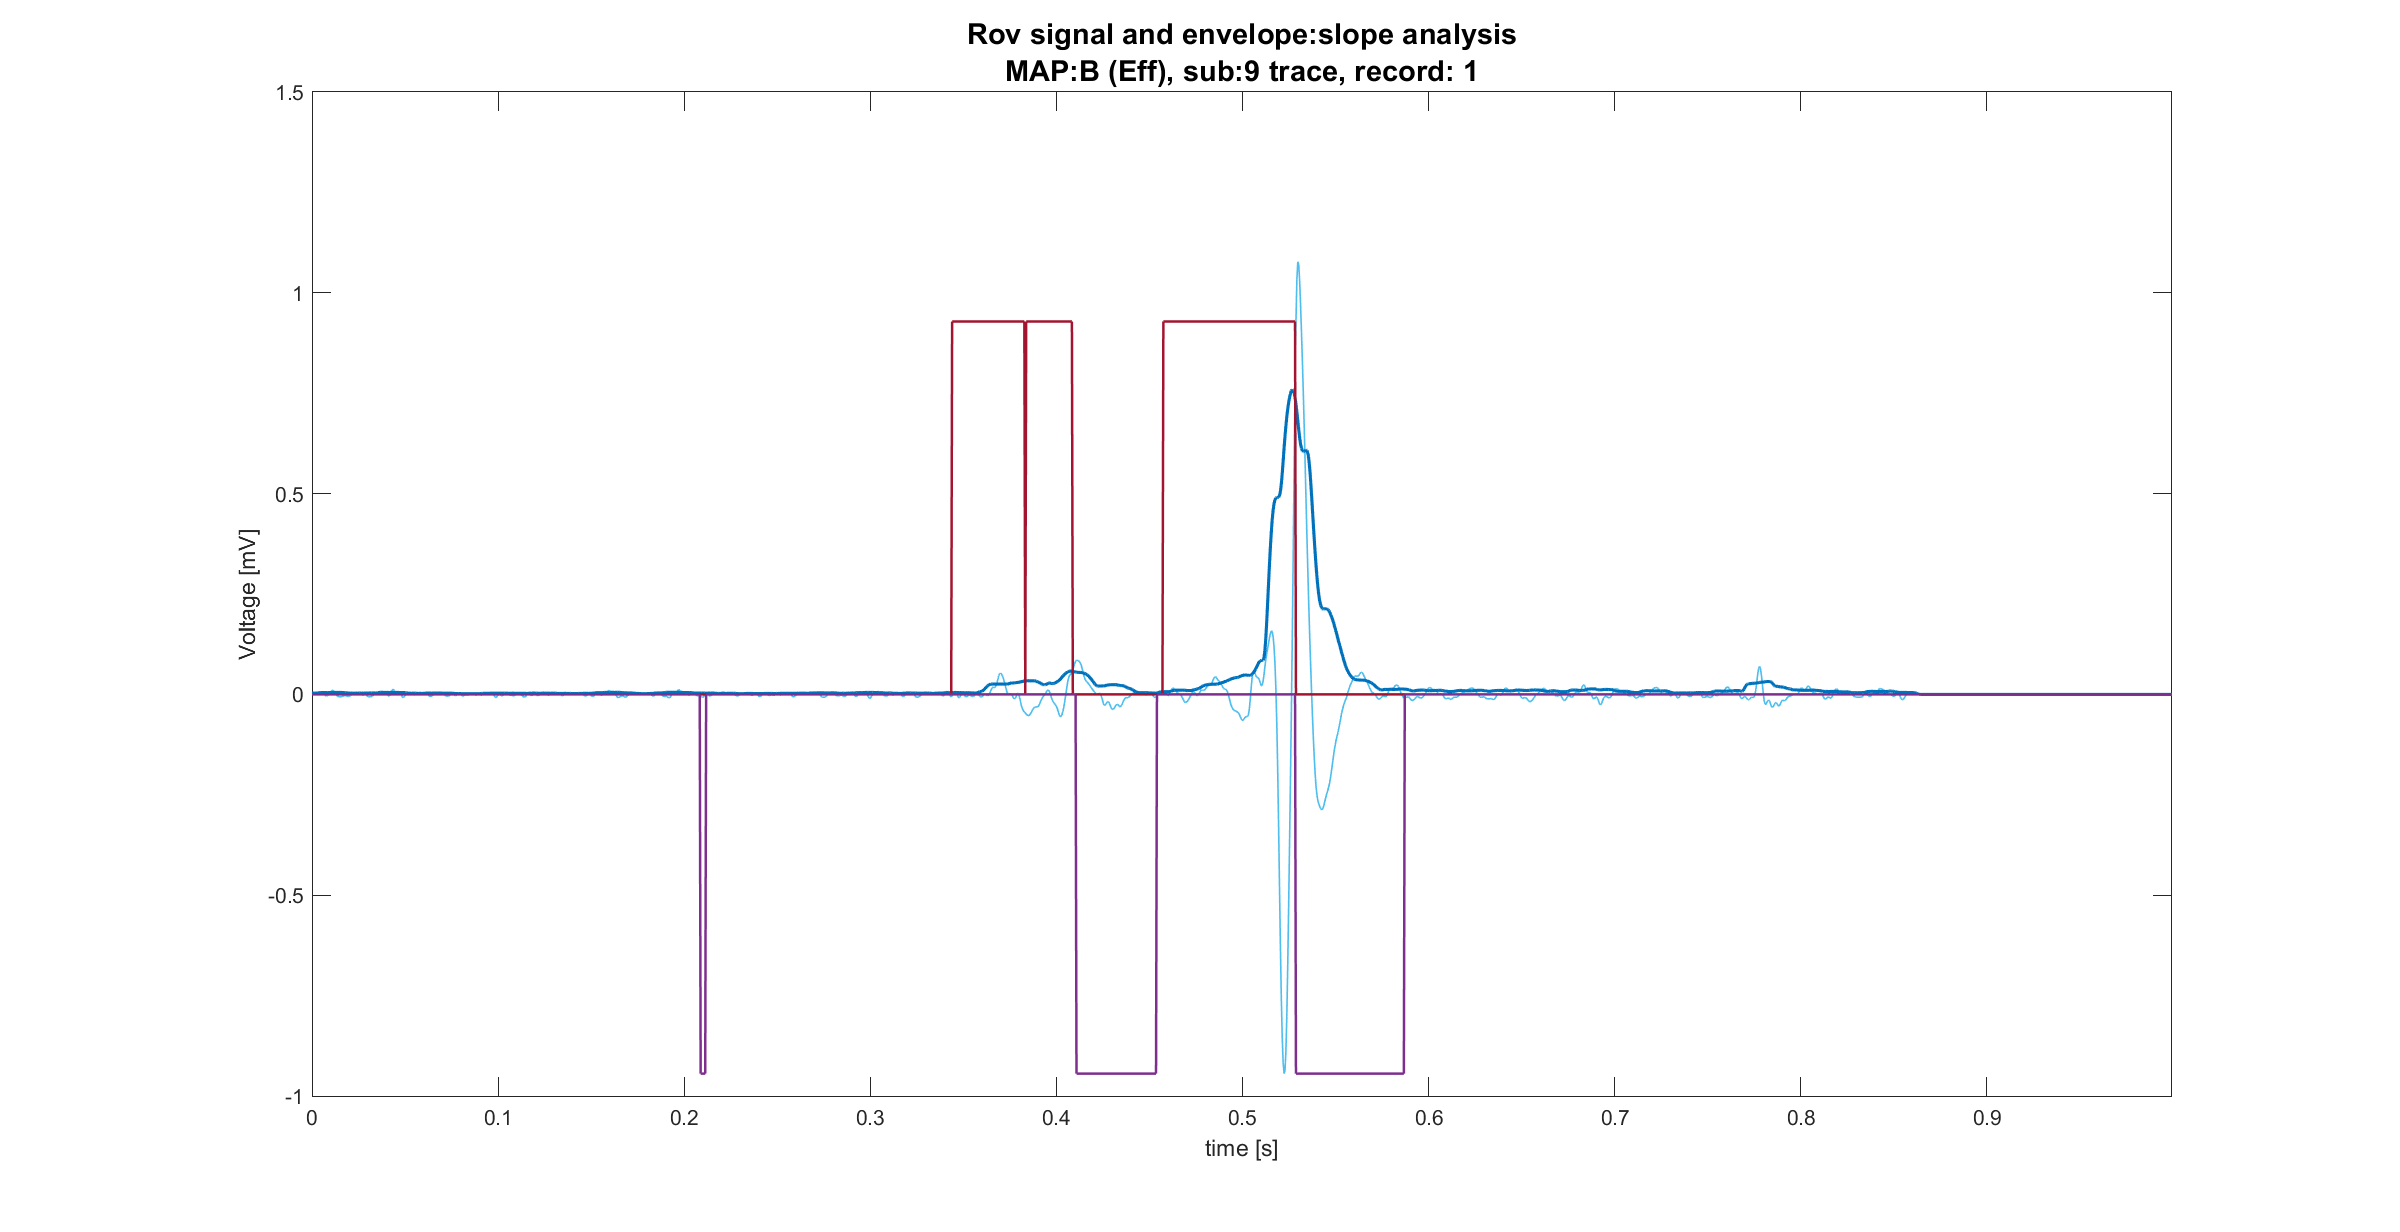 Rov signal and envelope:slope analysis
MAP:B (Eff), sub:9 trace, record: 1
1.5
1
0.5
0
-0.5
-1
Voltage [mV]
0 0.1 0.2 0.3 0.4 0.5 0.6 0.7 0.8 0.9
time [s]